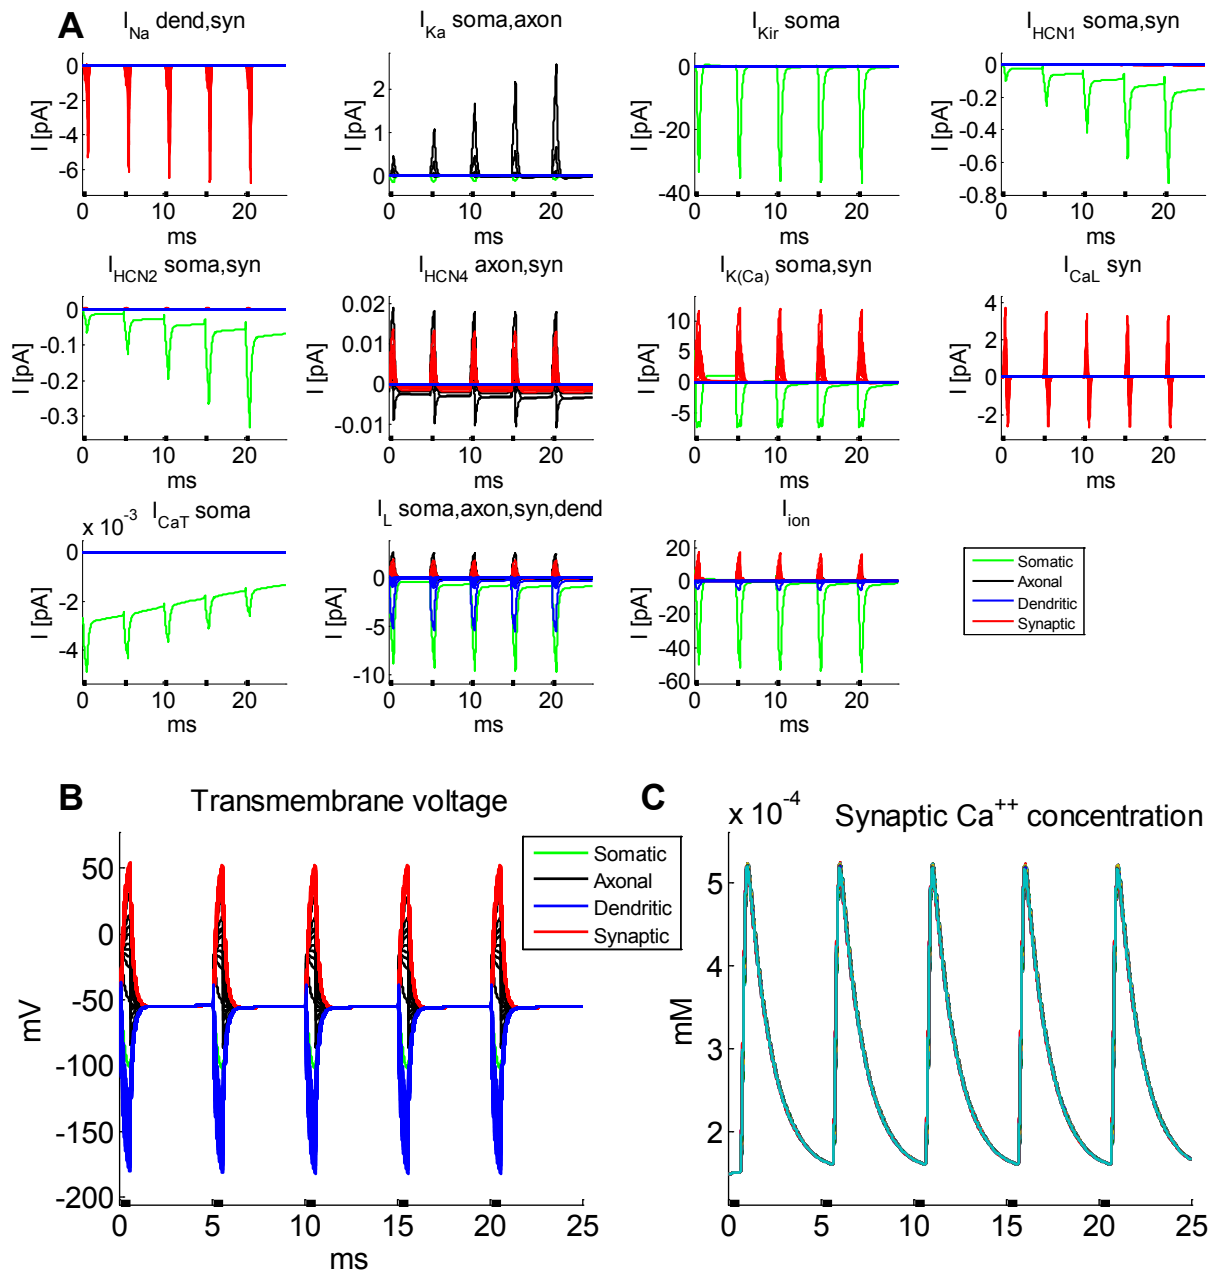 A
I_Na dend,syn
I_Ka soma,axon
I_Kir soma
I_HCN1 soma,syn
I [pA]
0
-2
-4
-6
0 10 20
ms
I [pA]
2
1
0
0 10 20
ms
I [pA]
0
-20
-40
0 10 20
ms
I [pA]
0
-0.2
-0.4
-0.6
-0.8
0 10 20
ms
I_HCN2 soma,syn
I_HCN4 axon,syn
I_K(Ca) soma,syn
I_CaL syn
I [pA]
0
-0.1
-0.2
-0.3
0 10 20
I [pA]
0.02
0.01
0
-0.01
0 10 20
I [pA]
10
5
0
-5
0 10 20
I [pA]
4
2
0
-2
0 10 20
x 10^-3
I_CaT soma
I_L soma,axon,syn,dend
I_ion
I [pA]
0
-2
-4
0 10 20
ms
I [pA]
0
-5
-10
0 10 20
ms
I [pA]
20
0
-20
-40
-60
0 10 20
ms
Somatic
Axonal
Dendritic
Synaptic
B
Transmembrane voltage
mV
50
0
-50
-100
-150
-200
0 5 10 15 20 25
ms
Somatic
Axonal
Dendritic
Synaptic
C
x 10^-4
Synaptic Ca^++ concentration
mM
5
4
3
2
0 5 10 15 20 25